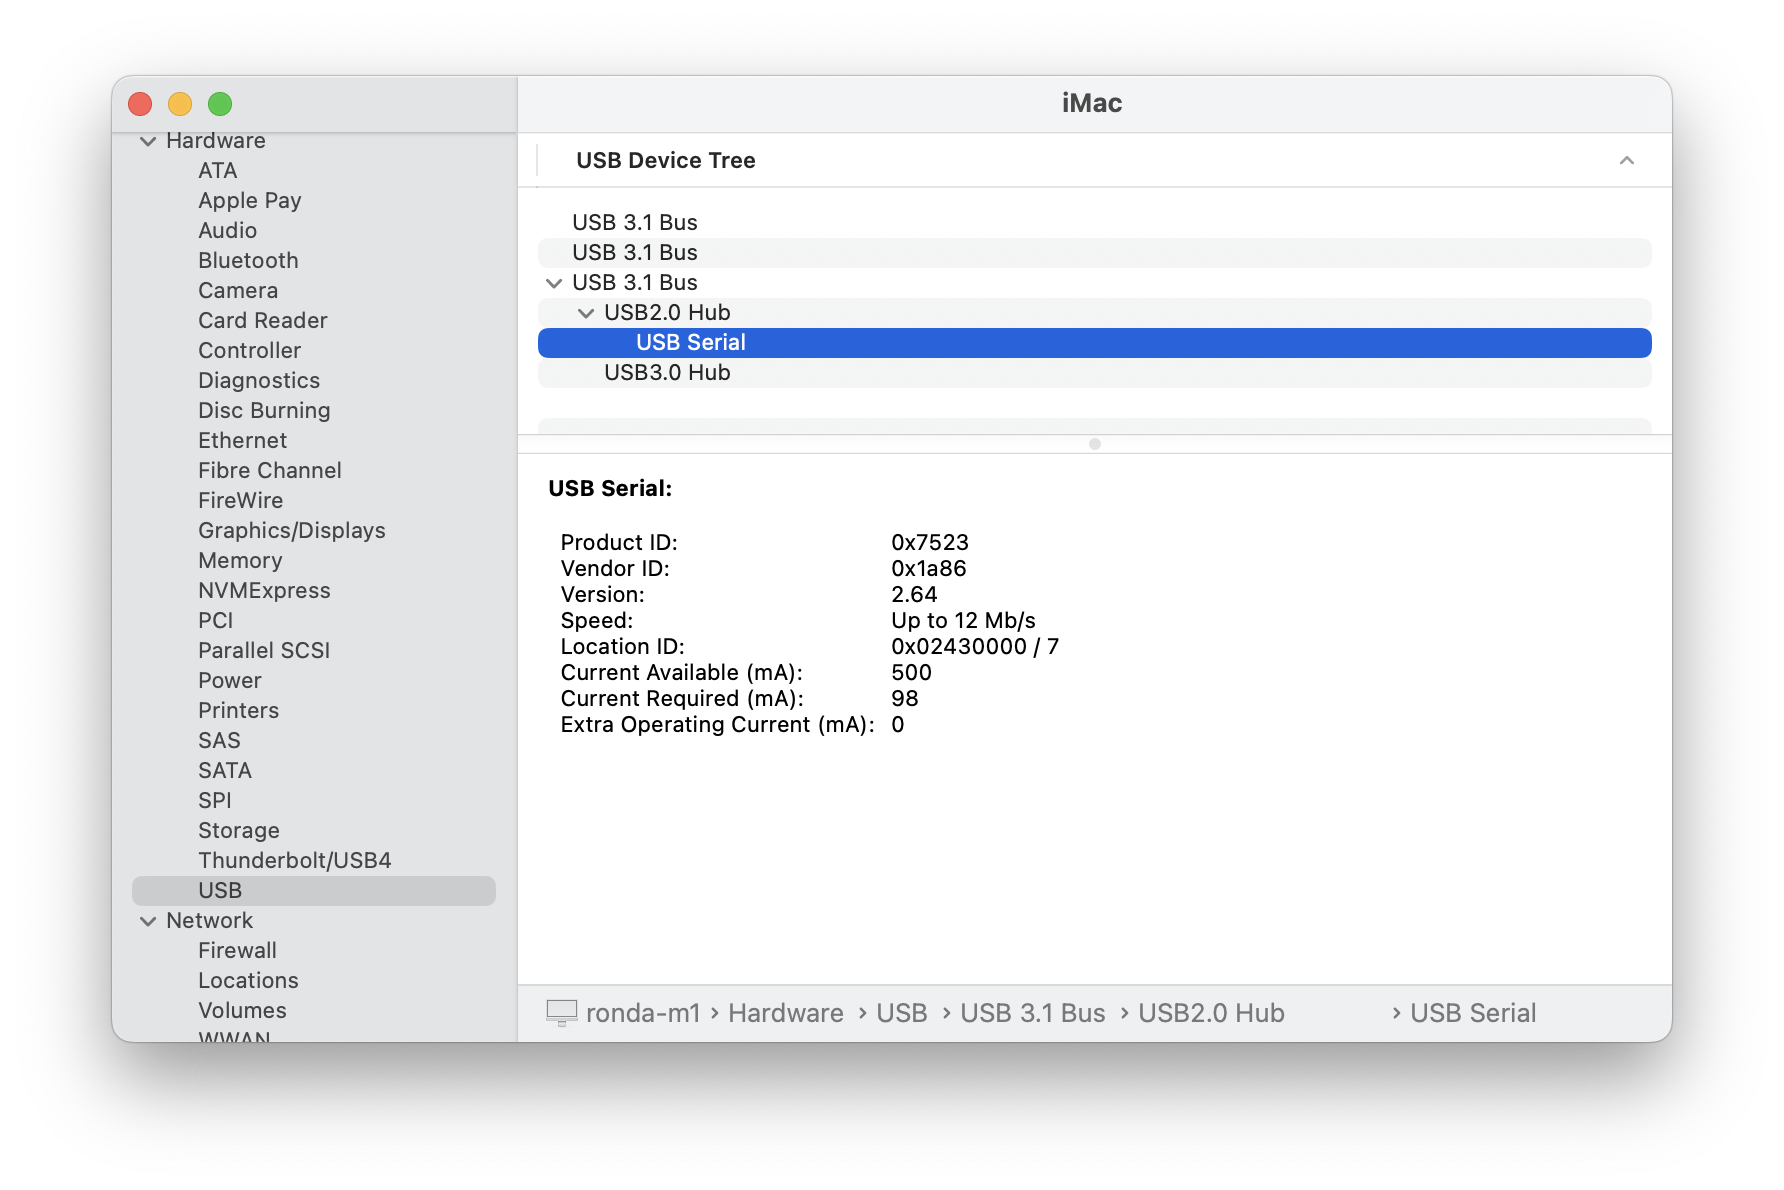 iMac
Hardware
ATA
Apple Pay
Audio
Bluetooth
Camera
Card Reader
Controller
Diagnostics
Disc Burning
Ethernet
Fibre Channel
FireWire
Graphics/Displays
Memory
NVMExpress
PCI
Parallel SCSI
Power
Printers
SAS
SATA
SPI
Storage
Thunderbolt/USB4
USB
Network
Firewall
Locations
Volumes
WWAN
USB Device Tree
USB 3.1 Bus
USB 3.1 Bus
USB 3.1 Bus
USB2.0 Hub
USB Serial
USB3.0 Hub
USB Serial:
Product ID: 0x7523
Vendor ID: 0x1a86
Version: 2.64
Speed: Up to 12 Mb/s
Location ID: 0x02430000 / 7
Current Available (mA): 500
Current Required (mA): 98
Extra Operating Current (mA): 0
ronda-m1 › Hardware › USB › USB 3.1 Bus › USB2.0 Hub › USB Serial